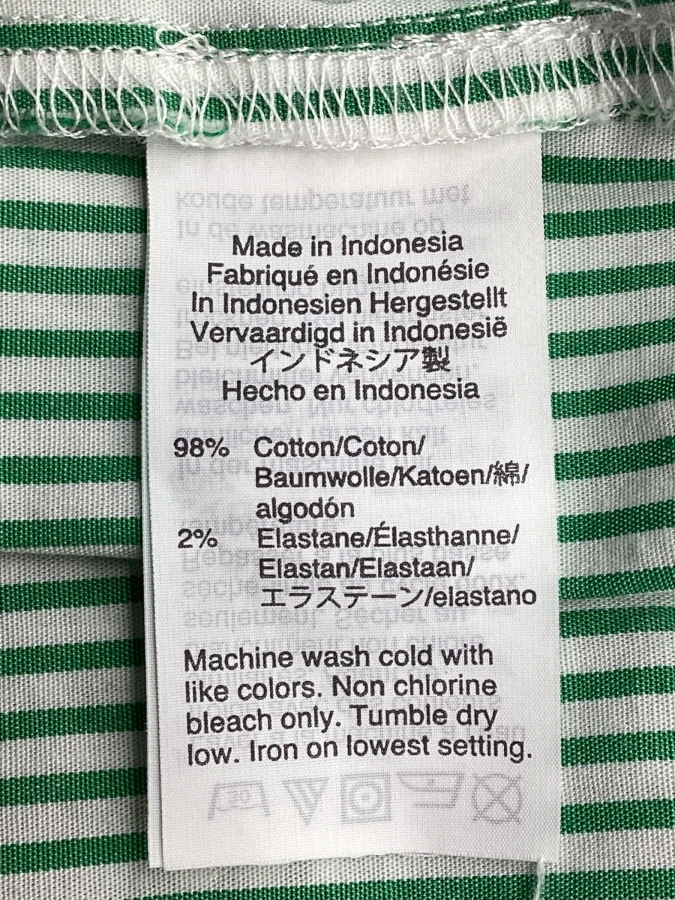 Made in Indonesia
Fabriqué en Indonésie
In Indonesien Hergestellt
Vervaardigd in Indonesië
インドネシア製
Hecho en Indonesia
98% Cotton/Coton/
Baumwolle/Katoen/綿/
algodón
2% Elastane/Élasthanne/
Elastan/Elastaan/
エラステーン/elastano
Machine wash cold with
like colors. Non chlorine
bleach only. Tumble dry
low. Iron on lowest setting.